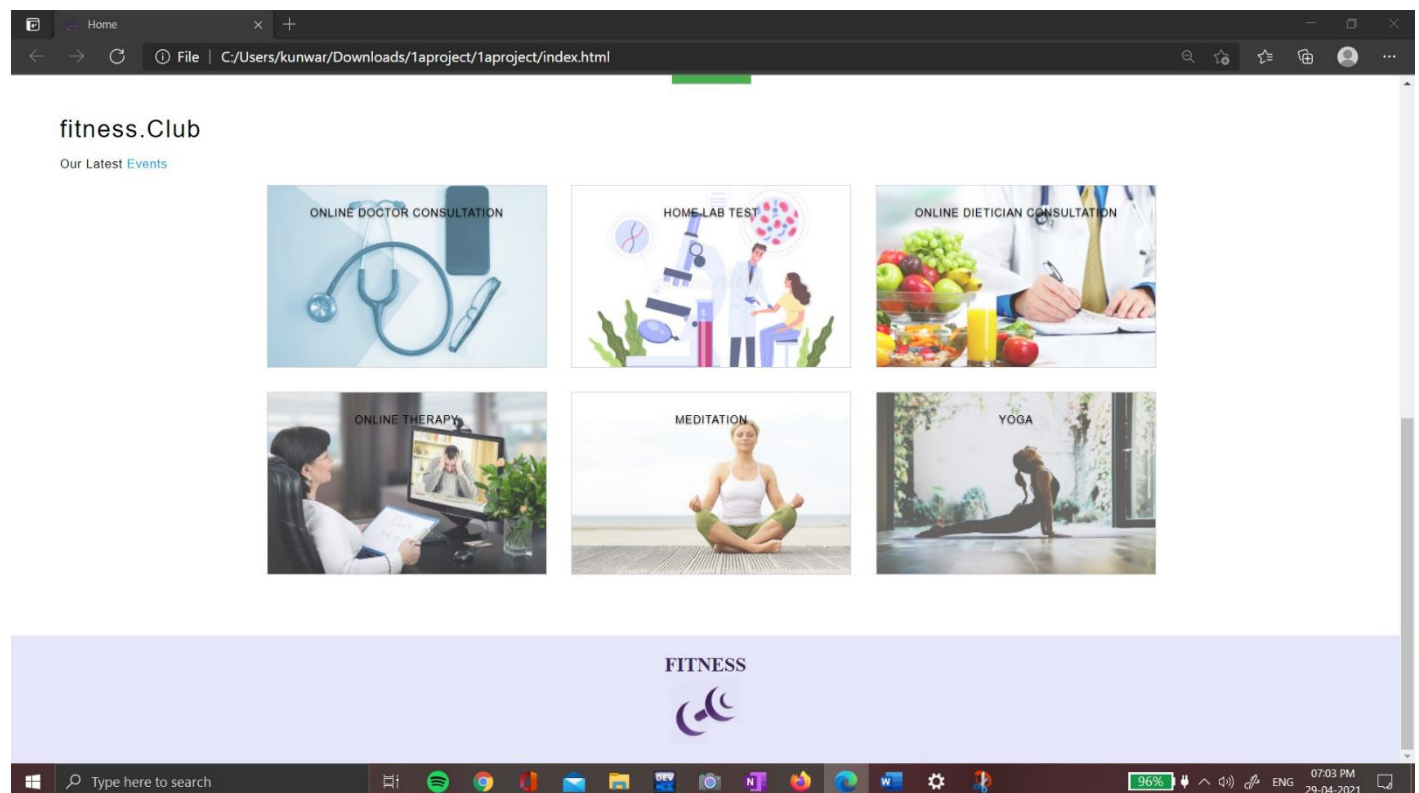 Home
File | C:/Users/kunwar/Downloads/1aproject/1aproject/index.html
fitness.Club
Our Latest Events
ONLINE DOCTOR CONSULTATION
HOME LAB TEST
ONLINE DIETICIAN CONSULTATION
ONLINE THERAPY
MEDITATION
YOGA
FITNESS
Type here to search
DEV
96%
ENG
07:03 PM
29-04-2021